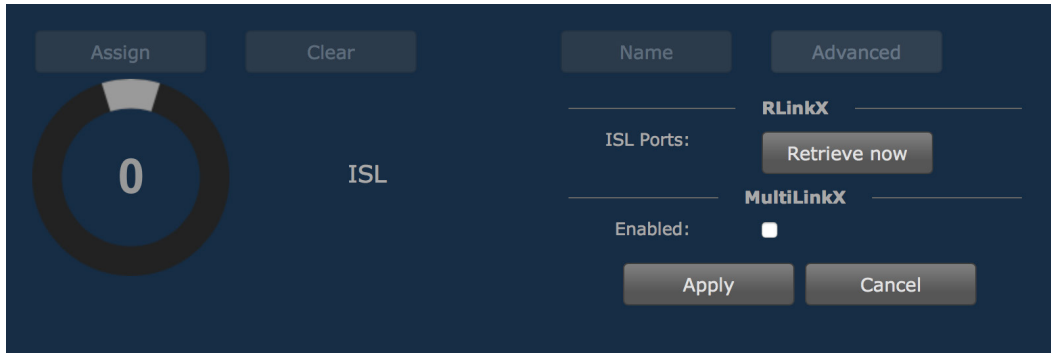 Assign
Clear
Name
Advanced
0
ISL
RLinkX
ISL Ports:
Retrieve now
MultiLinkX
Enabled:
Apply
Cancel